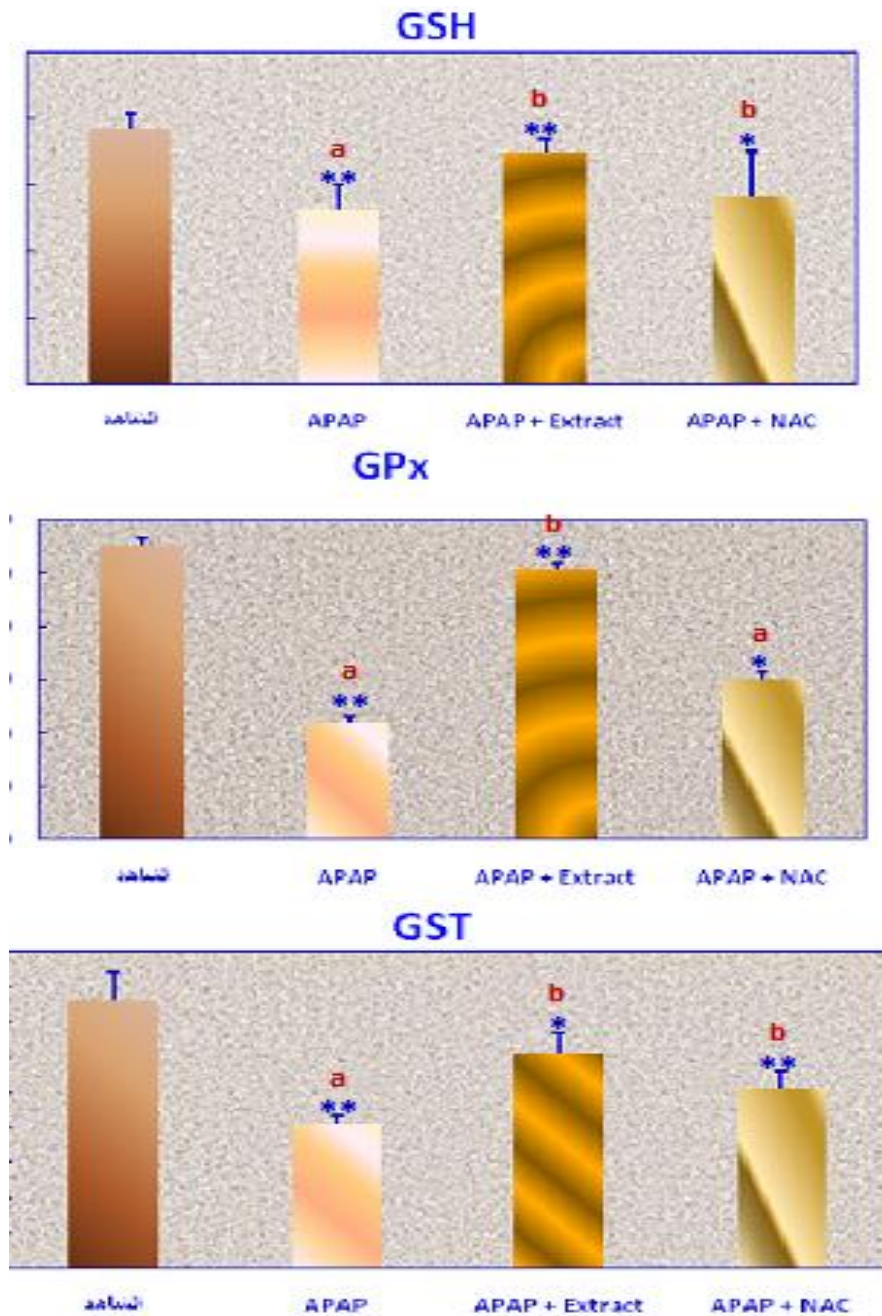 GSH
b
b
a
**
*
**
الشاهد APAP APAP + Extract APAP + NAC
GPx
b
**
a
a
*
**
الشاهد APAP APAP + Extract APAP + NAC
GST
b
*
b
a
**
**
الشاهد APAP APAP + Extract APAP + NAC